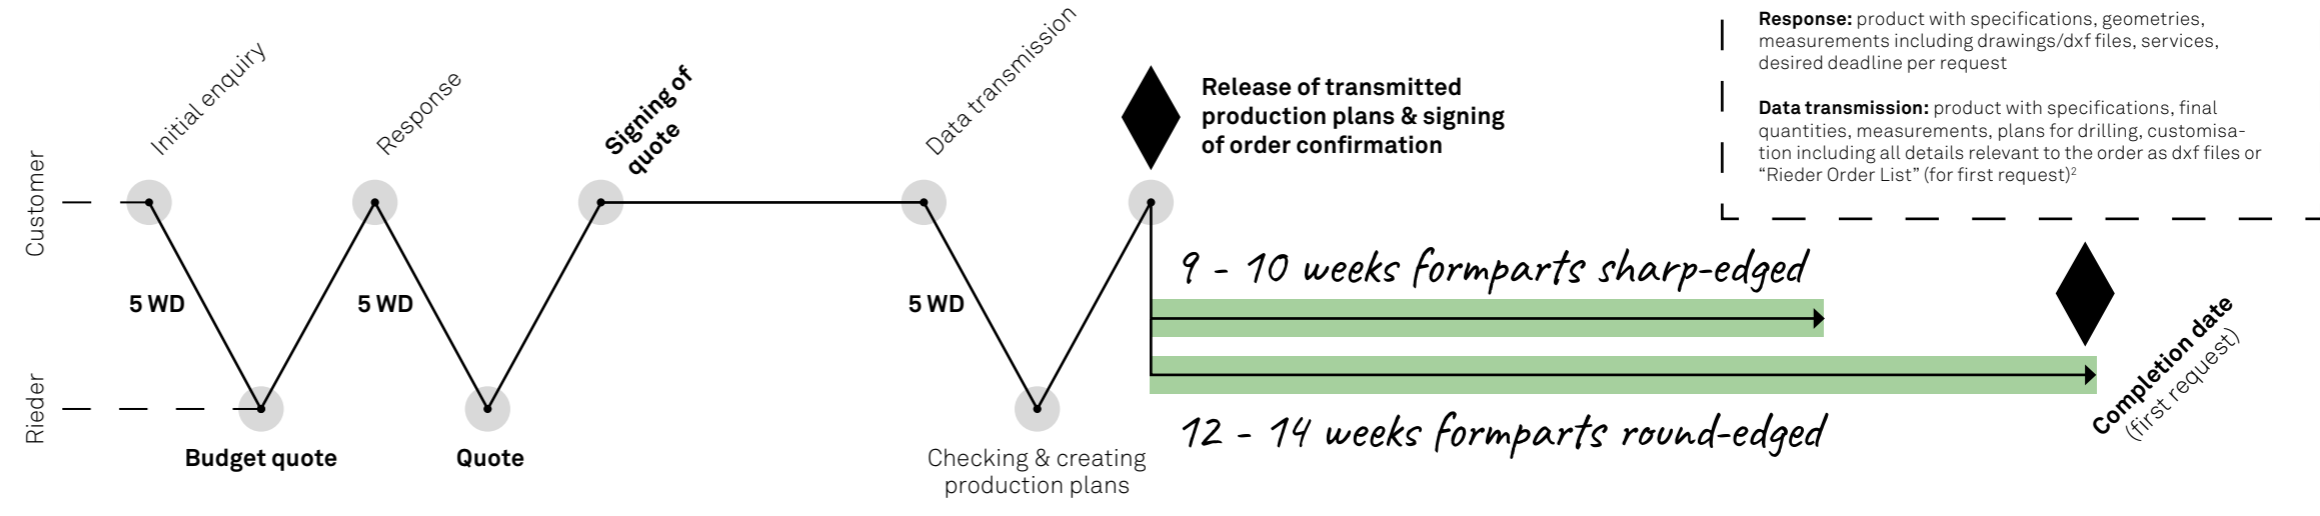 Customer
Rieder
Initial enquiry
Response
Signing of
quote
Data transmission
Release of transmitted
production plans & signing
of order confirmation
5 WD
5 WD
5 WD
Budget quote
Quote
Checking & creating
production plans
9 - 10 weeks formparts sharp-edged
12 - 14 weeks formparts round-edged
Completion date
(first request)
Response: product with specifications, geometries,
measurements including drawings/dxf files, services,
desired deadline per request
Data transmission: product with specifications, final
quantities, measurements, plans for drilling, customisa-
tion including all details relevant to the order as dxf files or
“Rieder Order List” (for first request)²